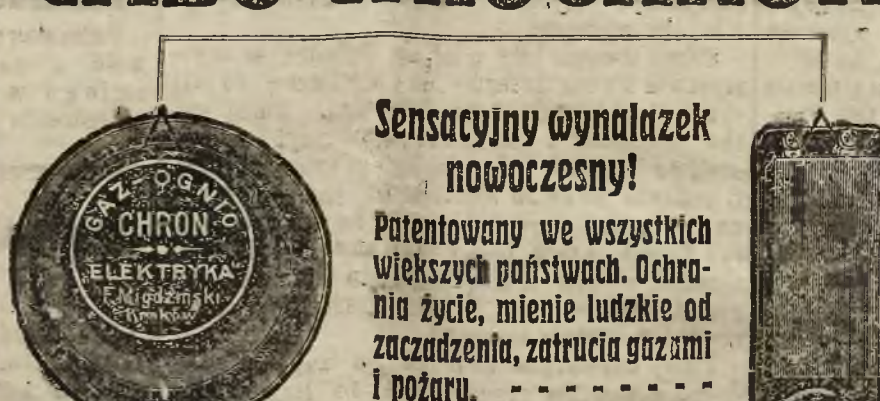 Sensacyjny wynalazek
nowoczesny!
Patentowany we wszystkich
większych państwach. Ochra-
nia życie, mienie ludzkie od
zaczadzenia, zatrucia gazami
i pożaru.
GAZ OGNIO
CHRON
ELEKTRYKA"
Kraków